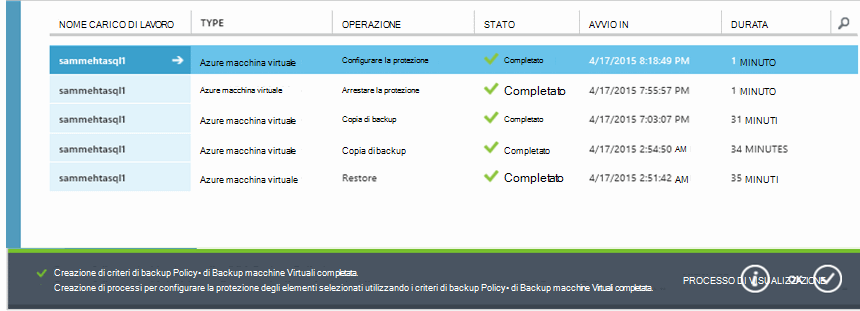 NOME CARICO DI LAVORO TYPE OPERAZIONE STATO AVVIO IN DURATA
sammehtasql1 Azure macchina virtuale Configurare la protezione Completato 4/17/2015 8:18:49 PM 1 MINUTO
sammehtasql1 Azure macchina virtuale Arrestare la protezione Completato 4/17/2015 7:55:57 PM 1 MINUTO
sammehtasql1 Azure macchina virtuale Copia di backup Completato 4/17/2015 7:03:07 PM 31 MINUTI
sammehtasql1 Azure macchina virtuale Copia di backup Completato 4/17/2015 2:54:50 AM 34 MINUTES
sammehtasql1 Azure macchina virtuale Restore Completato 4/17/2015 2:51:42 AM 35 MINUTI
Creazione di criteri di backup Policy- di Backup macchine Virtuali completata.
Creazione di processi per configurare la protezione degli elementi selezionati utilizzando i criteri di backup Policy- di Backup macchine Virtuali completata.
PROCESSO DI VISUALIZZAZIONE OK